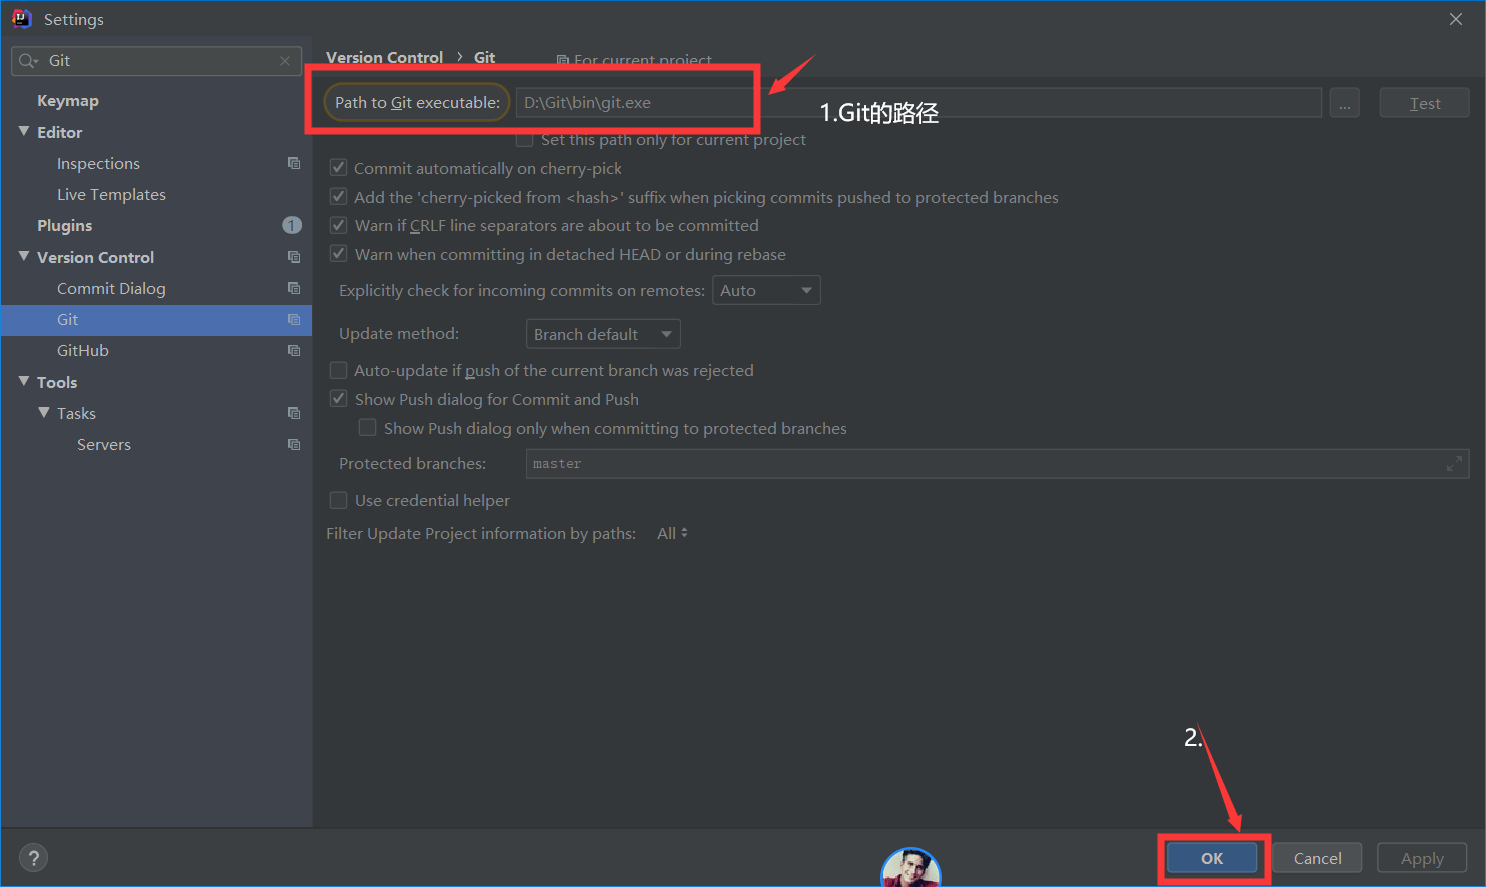 Settings
Git
Keymap
Editor
Inspections
Live Templates
Plugins
1
Version Control
Commit Dialog
Git
GitHub
Tools
Tasks
Servers
Version Control › Git
For current project
Path to Git executable: D:\Git\bin\git.exe ... Test
1.Git的路径
Set this path only for current project
Commit automatically on cherry-pick
Add the 'cherry-picked from <hash>' suffix when picking commits pushed to protected branches
Warn if CRLF line separators are about to be committed
Warn when committing in detached HEAD or during rebase
Explicitly check for incoming commits on remotes: Auto
Update method: Branch default
Auto-update if push of the current branch was rejected
Show Push dialog for Commit and Push
Show Push dialog only when committing to protected branches
Protected branches: master
Use credential helper
Filter Update Project information by paths: All
2.
? OK Cancel Apply